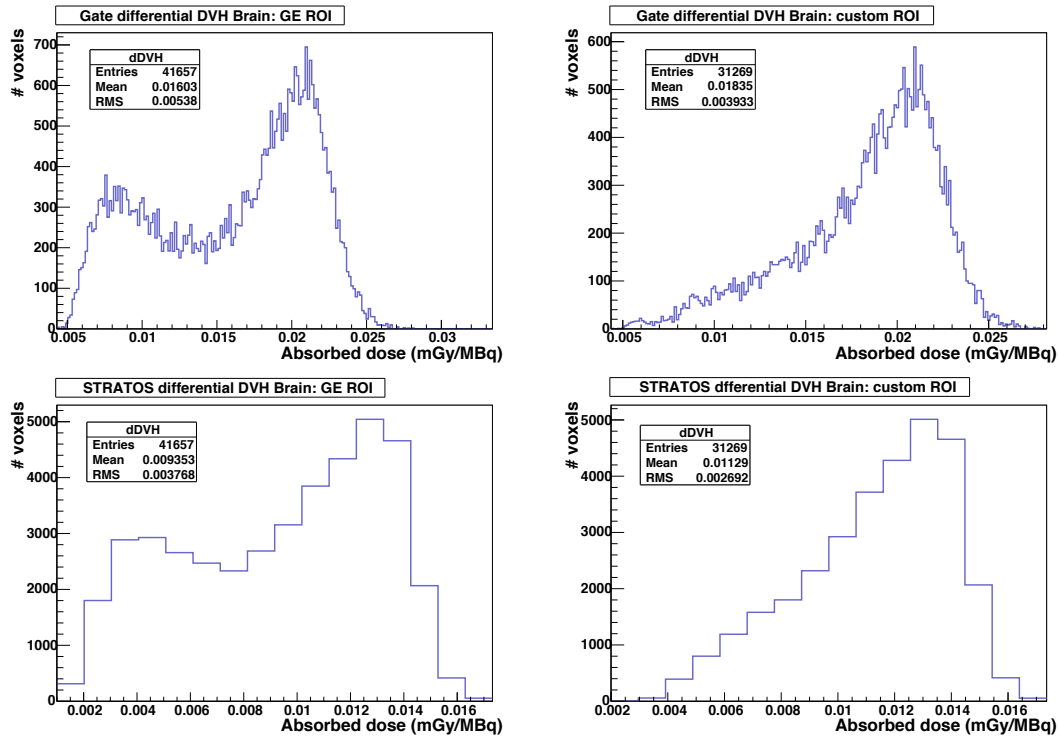 Gate differential DVH Brain: GE ROI
# voxels
700
600
500
400
300
200
100
0
dDVH
Entries 41657
Mean 0.01603
RMS 0.00538
0.005 0.01 0.015 0.02 0.025 0.03
Absorbed dose (mGy/MBq)
Gate differential DVH Brain: custom ROI
# voxels
600
500
400
300
200
100
0
dDVH
Entries 31269
Mean 0.01835
RMS 0.003933
0.005 0.01 0.015 0.02 0.025
Absorbed dose (mGy/MBq)
STRATOS differential DVH Brain: GE ROI
# voxels
5000
4000
3000
2000
1000
0
dDVH
Entries 41657
Mean 0.009353
RMS 0.003768
0.002 0.004 0.006 0.008 0.01 0.012 0.014 0.016
Absorbed dose (mGy/MBq)
STRATOS dfferential DVH Brain: custom ROI
# voxels
5000
4000
3000
2000
1000
0
dDVH
Entries 31269
Mean 0.01129
RMS 0.002692
0.002 0.004 0.006 0.008 0.01 0.012 0.014 0.016
Absorbed dose (mGy/MBq)